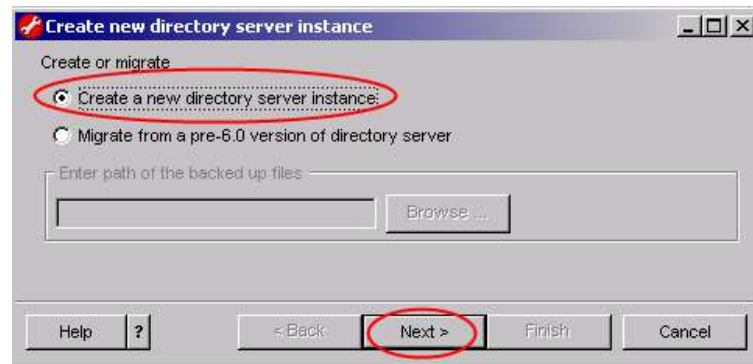 Create new directory server instance
Create or migrate
Create a new directory server instance.
Migrate from a pre-6.0 version of directory server
Enter path of the backed up files
Browse ...
Help ? < Back Next > Finish Cancel